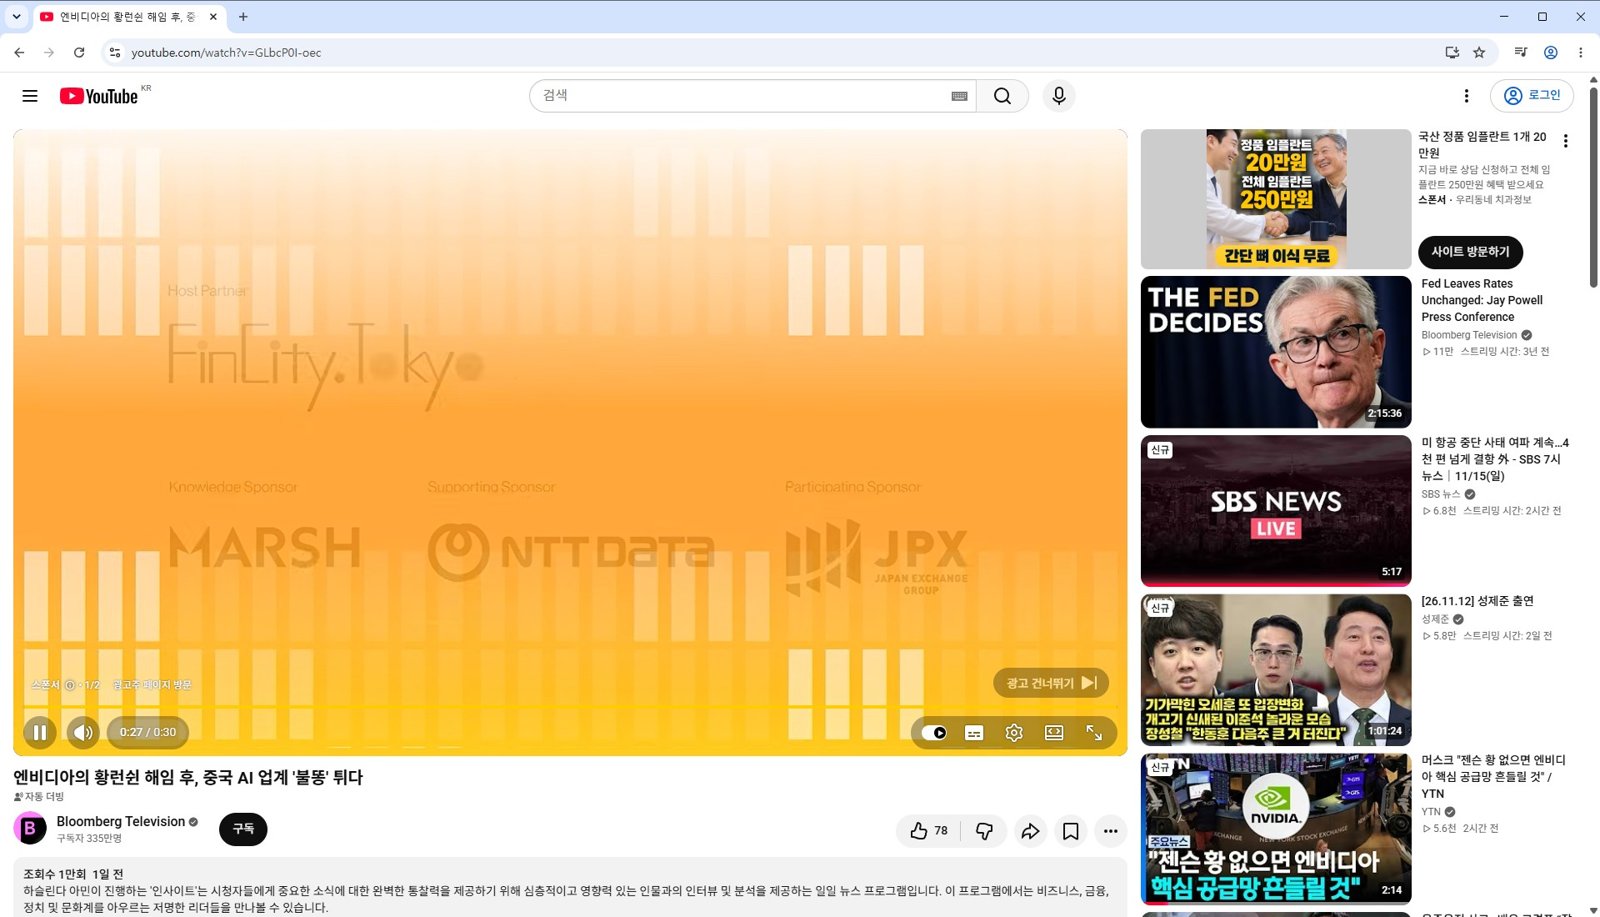 엔비디아의 황런쉰 해임 후, 중
youtube.com/watch?v=GLbcP0I-oec
YouTube KR
검색
로그인
Host Partner
FinCity.Tokyo
Knowledge Sponsor
Supporting Sponsor
Participating Sponsor
MARSH
NTT DATA
JPX
JAPAN EXCHANGE
GROUP
스폰서 · 1/2 광고주 페이지 방문
광고 건너뛰기
0:27 / 0:30
엔비디아의 황런쉰 해임 후, 중국 AI 업계 '불똥' 튀다
자동 더빙
B
Bloomberg Television
구독자 335만명
구독
78
조회수 1만회 1일 전
하슬린다 아민이 진행하는 '인사이트'는 시청자들에게 중요한 소식에 대한 완벽한 통찰력을 제공하기 위해 심층적이고 영향력 있는 인물과의 인터뷰 및 분석을 제공하는 일일 뉴스 프로그램입니다. 이 프로그램에서는 비즈니스, 금융,
정치 및 문화계를 아우르는 저명한 리더들을 만나볼 수 있습니다.
정품 임플란트
20만원
전체 임플란트
250만원
간단 뼈 이식 무료
국산 정품 임플란트 1개 20
만원
지금 바로 상담 신청하고 전체 임
플란트 250만원 혜택 받으세요
스폰서 · 우리동네 치과정보
사이트 방문하기
THE FED
DECIDES
2:15:36
Fed Leaves Rates
Unchanged: Jay Powell
Press Conference
Bloomberg Television
11만 스트리밍 시간: 3년 전
신규
SBS NEWS
LIVE
5:17
미 항공 중단 사태 여파 계속…4
천 편 넘게 결항 外 - SBS 7시
뉴스｜11/15(일)
SBS 뉴스
6.8천 스트리밍 시간: 2시간 전
신규
기가막힌 오세훈 또 입장변화
개고기 신새된 이준석 놀라운 모습
장성철 "한동훈 다음주 큰 거 터진다"
1:01:24
[26.11.12] 성제준 출연
성제준
5.8만 스트리밍 시간: 2일 전
신규
NVIDIA.
주요뉴스
"젠슨 황 없으면 엔비디아
핵심 공급망 흔들릴 것"
2:14
머스크 "젠슨 황 없으면 엔비디
아 핵심 공급망 흔들릴 것" /
YTN
YTN
5.6천 2시간 전